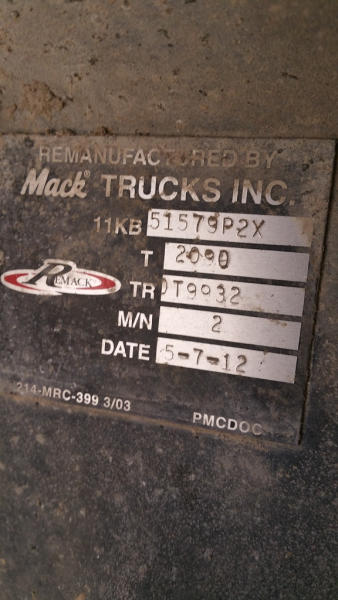 REMANUFACTURED BY
Mack® TRUCKS INC.
11KB 51579P2X
T 2090
REMACK
TR DT9932
M/N 2
DATE 5-7-12
214-MRC-399 3/03
PMCDOC